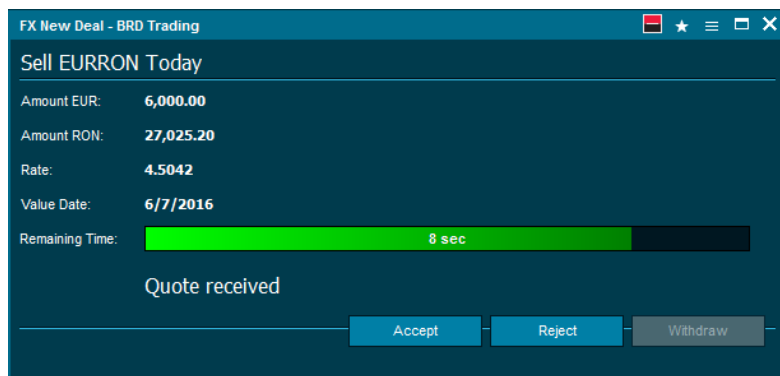 FX New Deal - BRD Trading
Sell EURRON Today
Amount EUR: 6,000.00
Amount RON: 27,025.20
Rate: 4.5042
Value Date: 6/7/2016
Remaining Time: 8 sec
Quote received
Accept Reject Withdraw